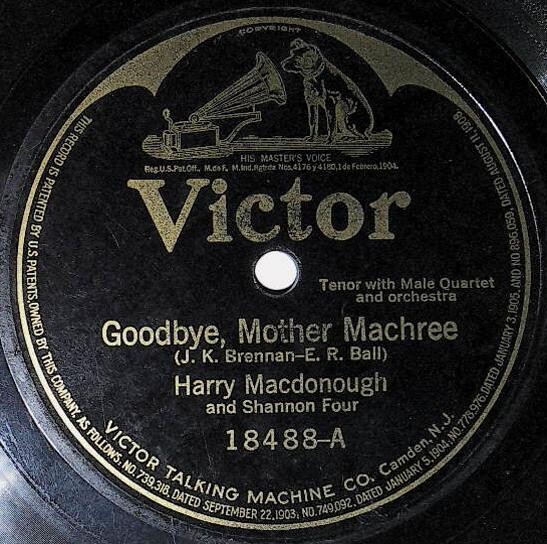 COPYRIGHT
HIS MASTER'S VOICE
Reg.U.S.Pat.Off., M.de F. M.Ind.Rgtrda Nos.4176 y 4180,1 de Febrero,1904.
Victor
Tenor with Male Quartet
and orchestra
Goodbye, Mother Machree
(J. K. Brennan-E. R. Ball)
Harry Macdonough
and Shannon Four
18488-A
VICTOR TALKING MACHINE CO. Camden, N.J.
THIS RECORD IS PATENTED BY U.S. PATENTS, OWNED BY THIS COMPANY, AS FOLLOWS, NO. 739,318, DATED SEPTEMBER 22,1903; NO. 749,092, DATED JANUARY 5,1904, NO. 778,976, DATED JANUARY 3,1905, AND NO 896,059, DATED AUGUST 11, 1908